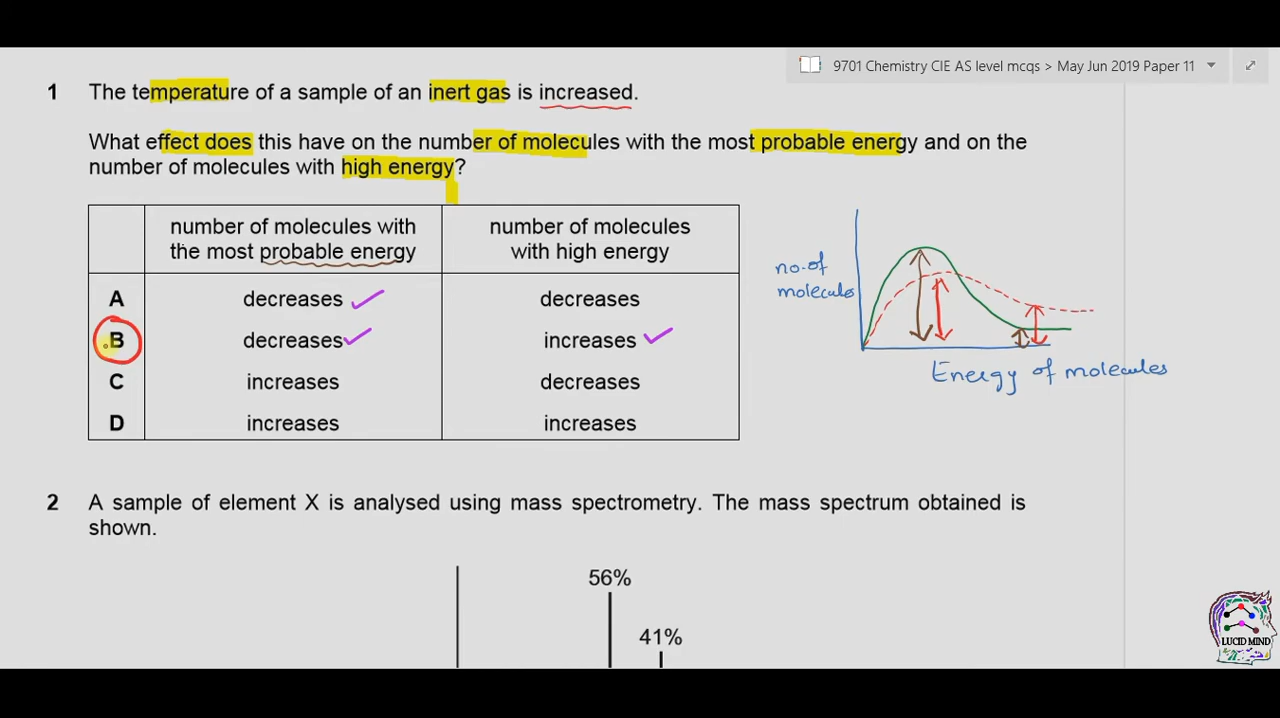 9701 Chemistry CIE AS level mcqs > May Jun 2019 Paper 11
1 The temperature of a sample of an inert gas is increased.
What effect does this have on the number of molecules with the most probable energy and on the
number of molecules with high energy?
number of molecules with
the most probable energy
number of molecules
with high energy
A decreases decreases
B decreases increases
C increases decreases
D increases increases
no. of
molecules
Energy of molecules
2 A sample of element X is analysed using mass spectrometry. The mass spectrum obtained is
shown.
56%
41%
LUCID MIND